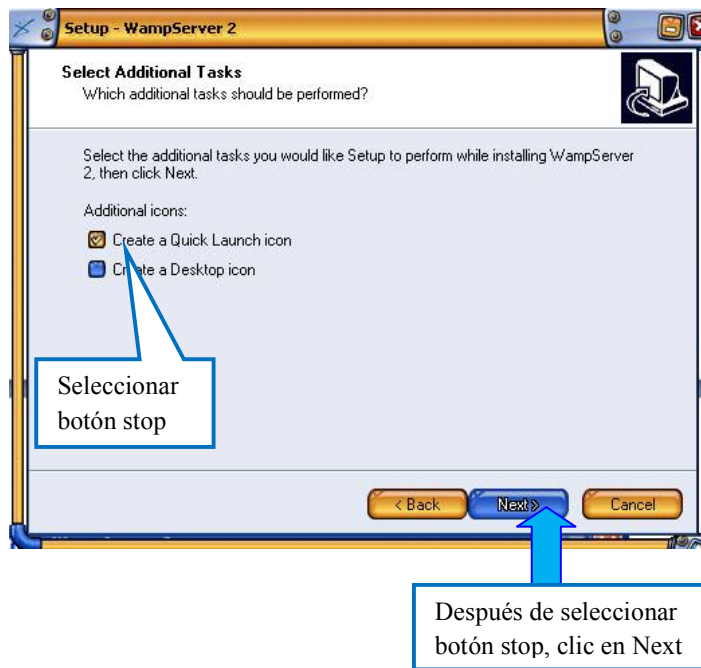 Setup - WampServer 2
Select Additional Tasks
Which additional tasks should be performed?
Select the additional tasks you would like Setup to perform while installing WampServer
2, then click Next.
Additional icons:
Create a Quick Launch icon
Create a Desktop icon
Seleccionar
botón stop
< Back Next > Cancel
Después de seleccionar
botón stop, clic en Next